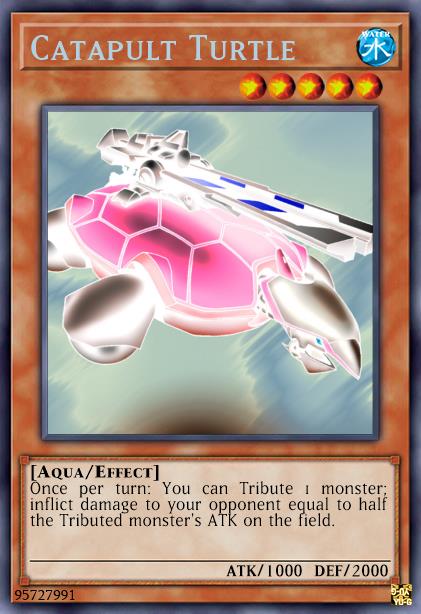 CATAPULT TURTLE
WATER
水
[AQUA/EFFECT]
Once per turn: You can Tribute 1 monster;
inflict damage to your opponent equal to half
the Tributed monster's ATK on the field.
ATK/1000 DEF/2000
95727991